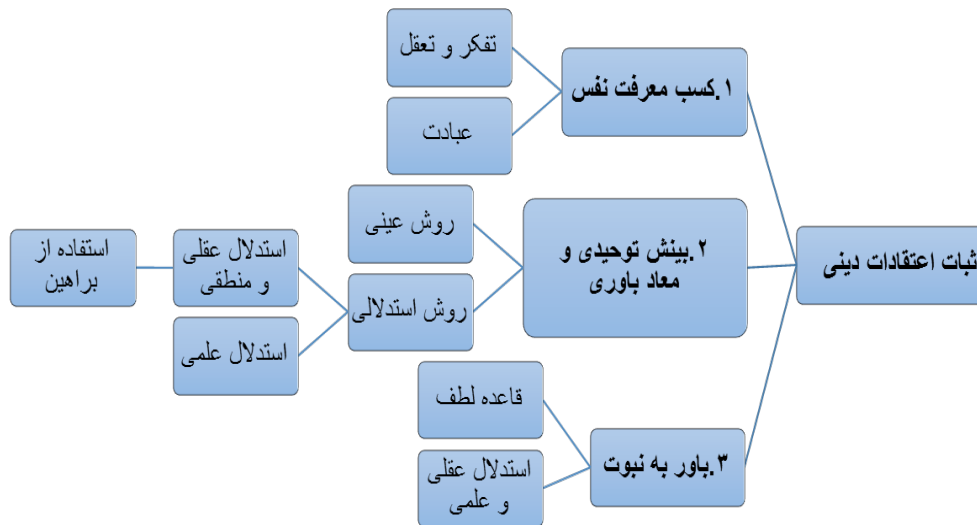 ثبات اعتقادات دینی
۱.کسب معرفت نفس
تفکر و تعقل
عبادت
۲.بینش توحیدی و
معاد باوری
روش عینی
روش استدلالی
استدلال عقلی
و منطقی
استفاده از
براهین
استدلال علمی
۳.باور به نبوت
قاعده لطف
استدلال عقلی
و علمی